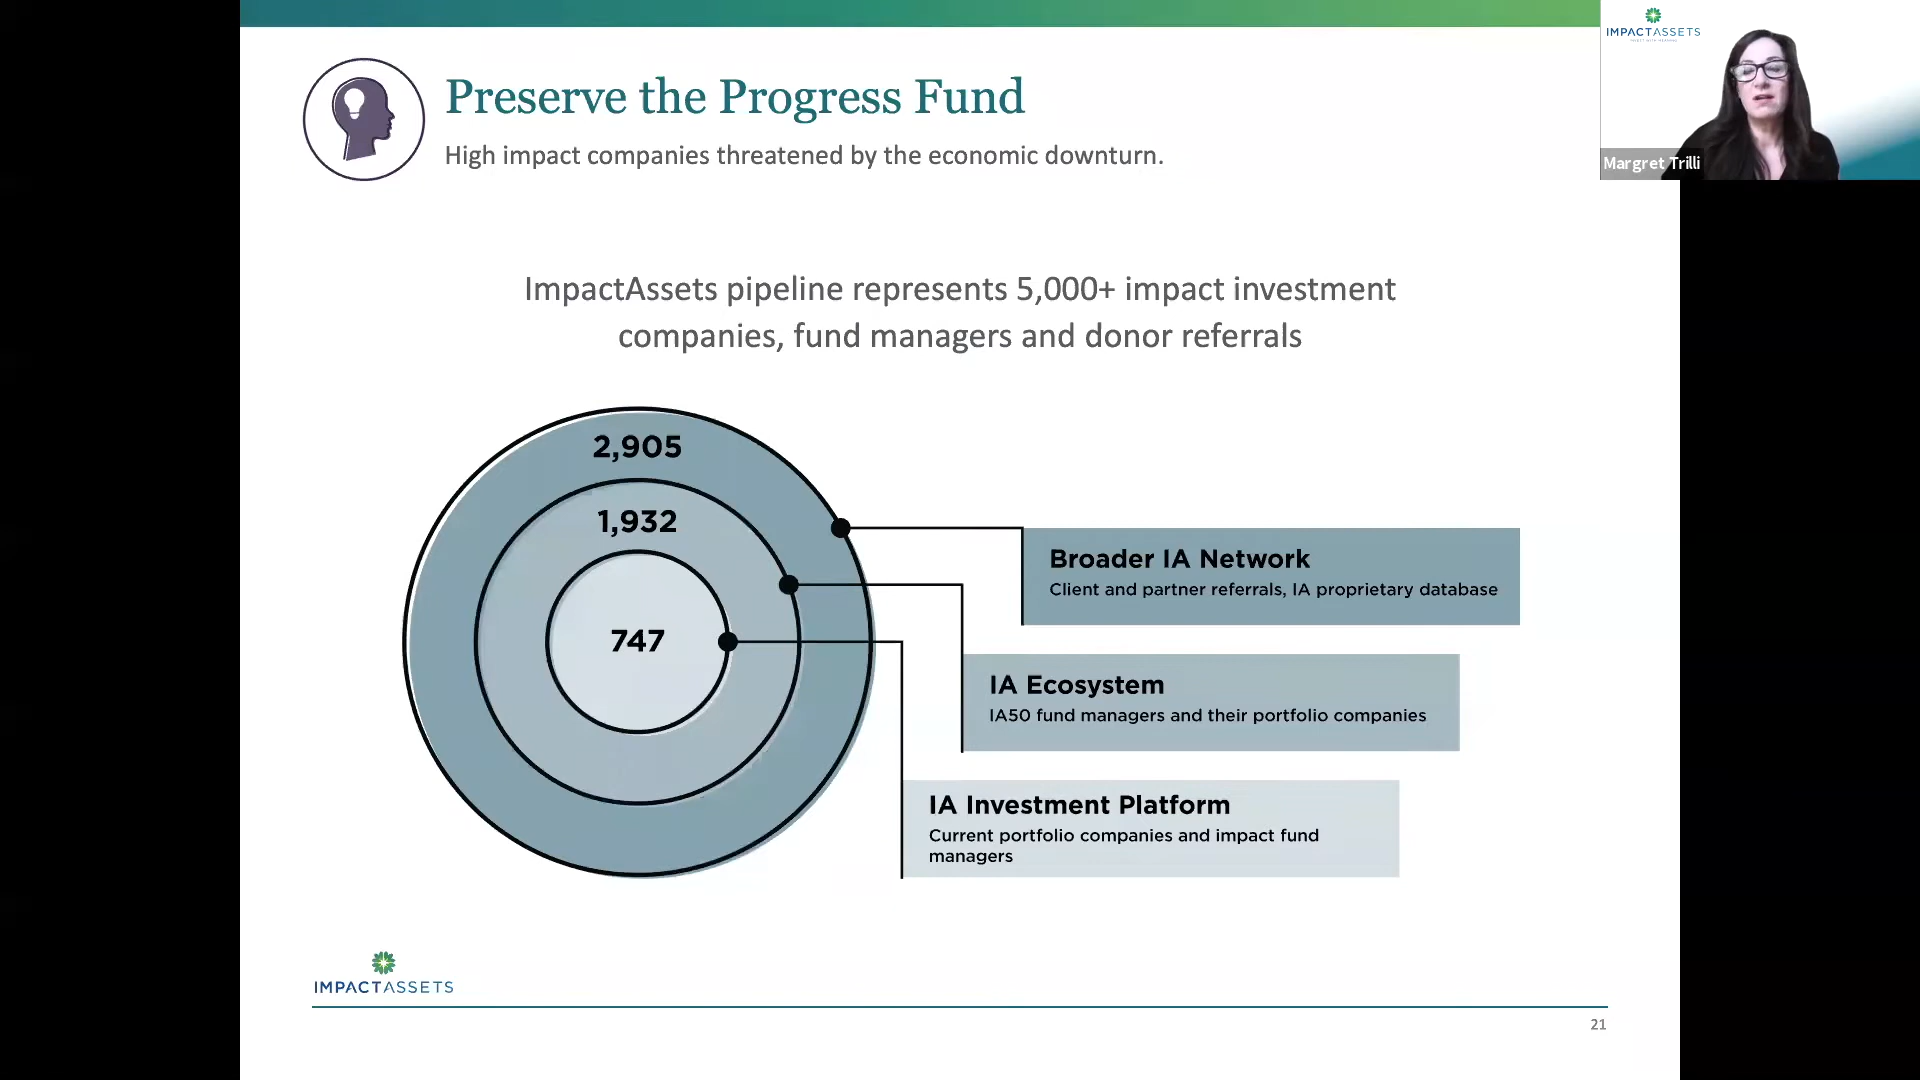 Preserve the Progress Fund
High impact companies threatened by the economic downturn.
IMPACTASSETS
Margret Trilli
ImpactAssets pipeline represents 5,000+ impact investment
companies, fund managers and donor referrals
2,905
1,932
747
Broader IA Network
Client and partner referrals, IA proprietary database
IA Ecosystem
IA50 fund managers and their portfolio companies
IA Investment Platform
Current portfolio companies and impact fund
managers
IMPACTASSETS
21